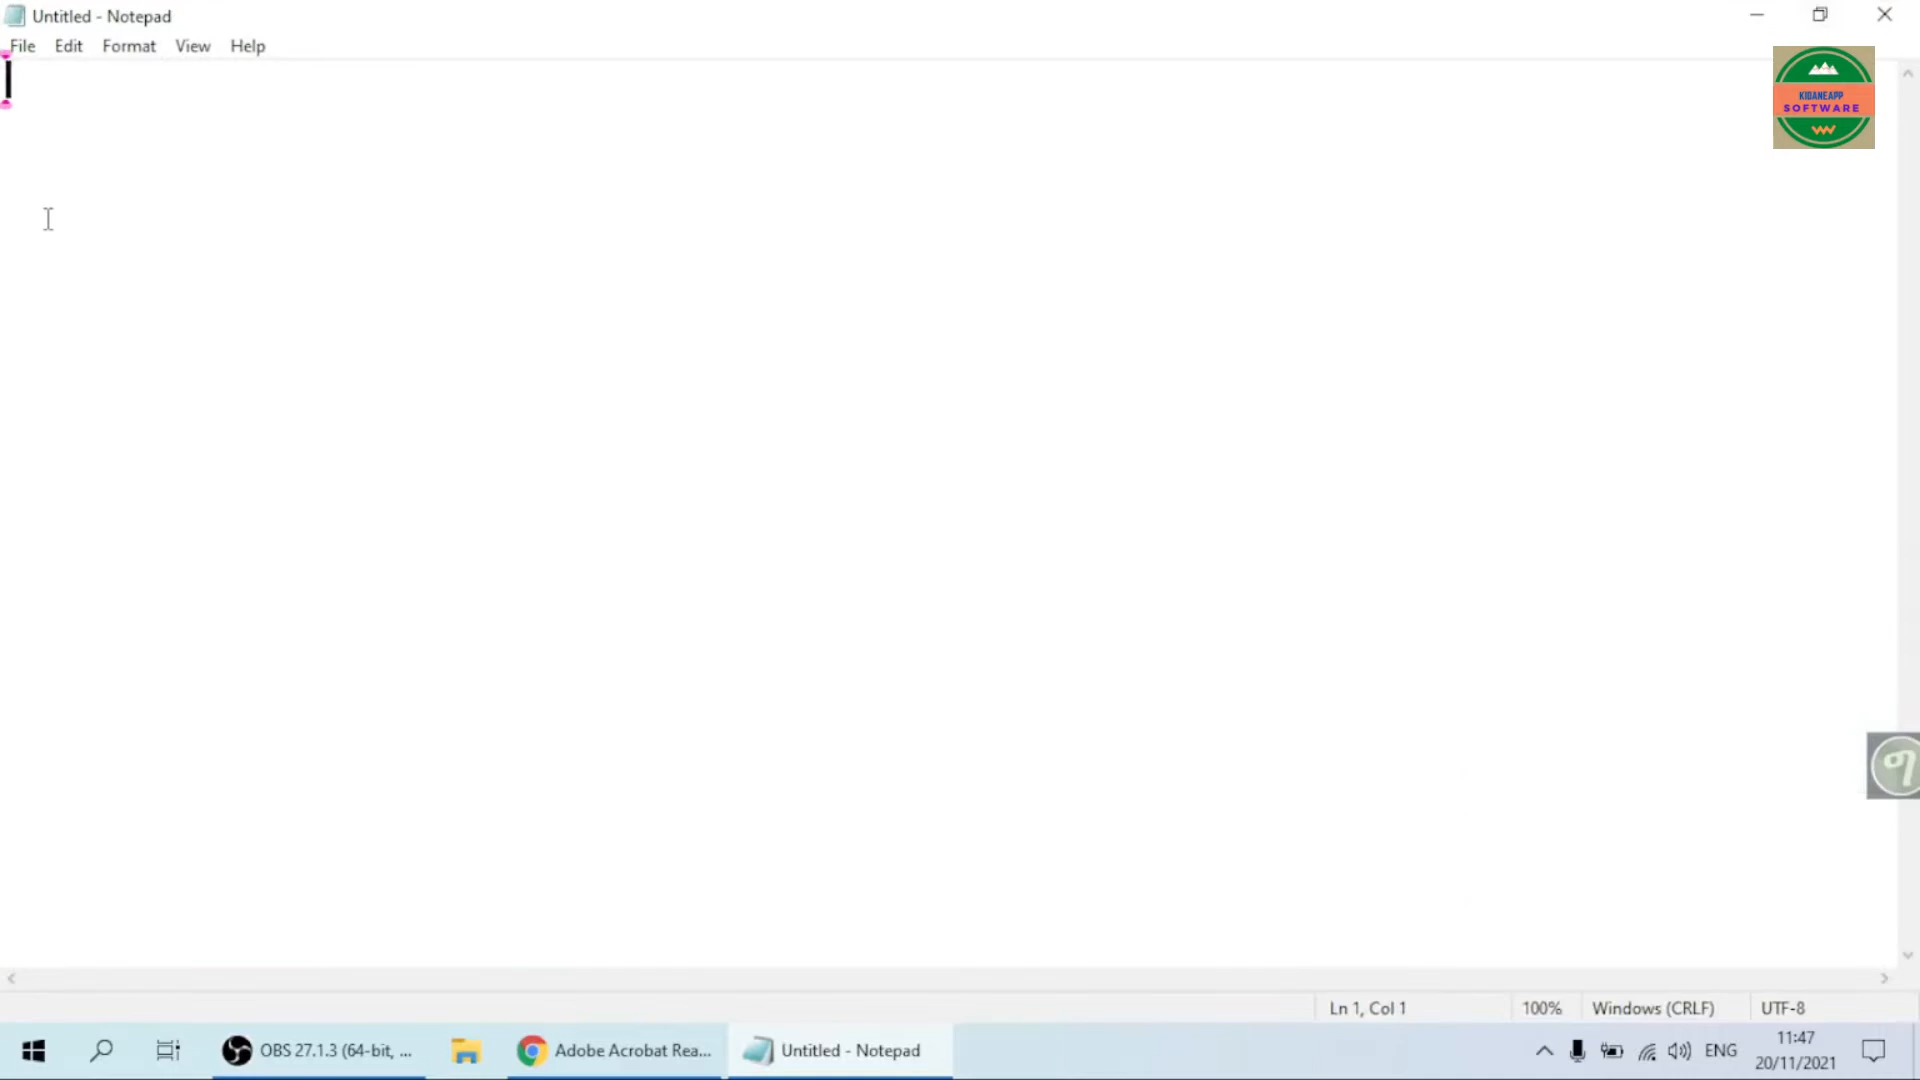 Untitled - Notepad
File Edit Format View Help
KIDANEAPP
SOFTWARE
ግ
Ln 1, Col 1 100% Windows (CRLF) UTF-8
OBS 27.1.3 (64-bit, ...
Adobe Acrobat Rea...
Untitled - Notepad
ENG
11:47
20/11/2021